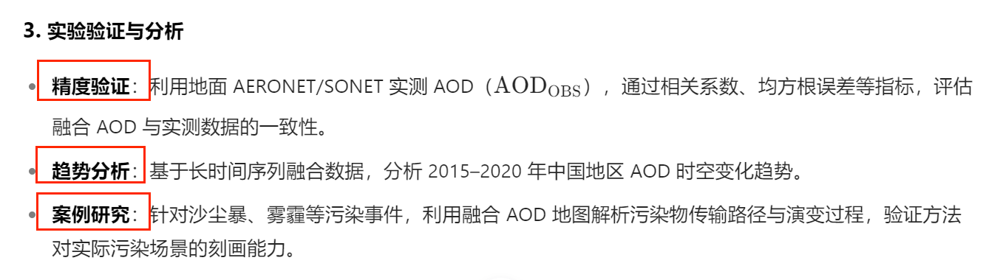 3. 实验验证与分析
精度验证：利用地面 AERONET/SONET 实测 AOD（AOD_OBS），通过相关系数、均方根误差等指标，评估
融合 AOD 与实测数据的一致性。
趋势分析：基于长时间序列融合数据，分析 2015–2020 年中国地区 AOD 时空变化趋势。
案例研究：针对沙尘暴、雾霾等污染事件，利用融合 AOD 地图解析污染物传输路径与演变过程，验证方法
对实际污染场景的刻画能力。